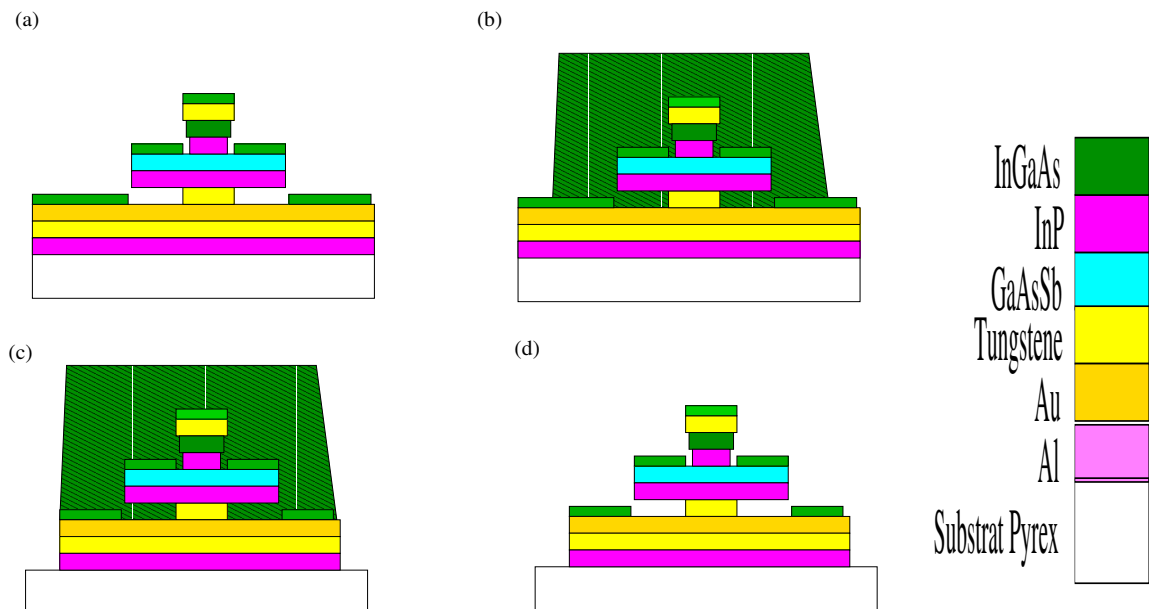 (a)
(b)
(c)
(d)
InGaAs
InP
GaAsSb
Tungstene
Au
Al
Substrat Pyrex